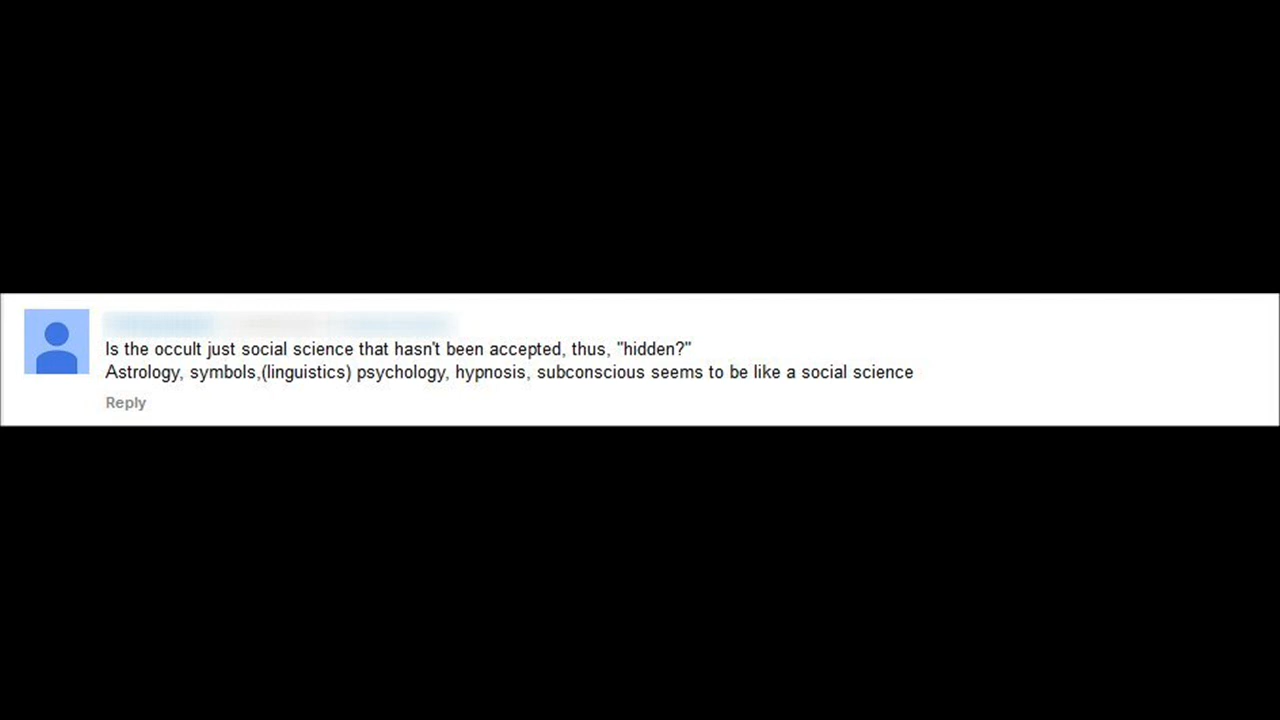 Is the occult just social science that hasn't been accepted, thus, "hidden?"
Astrology, symbols,(linguistics) psychology, hypnosis, subconscious seems to be like a social science
Reply